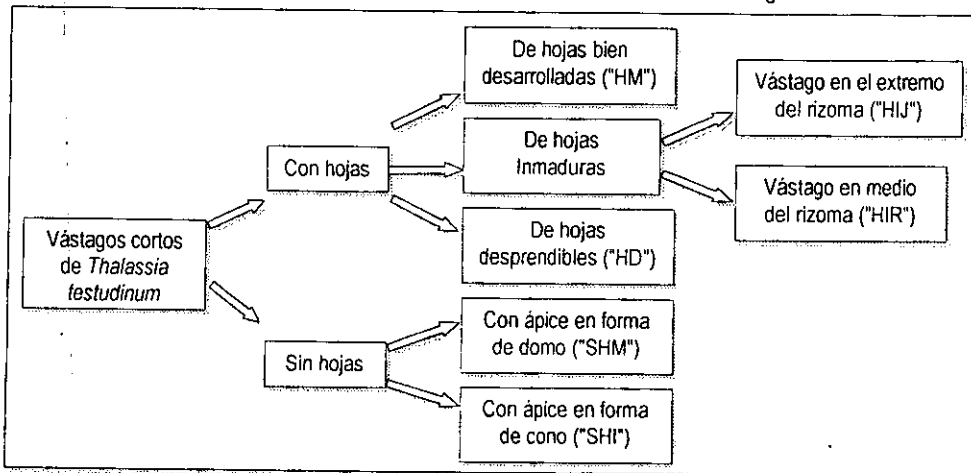 De hojas bien
desarrolladas ("HM")
Vástago en el extremo
del rizoma ("HIJ")
De hojas
Inmaduras
Con hojas
Vástago en medio
del rizoma ("HIR")
De hojas
desprendibles ("HD")
Vástagos cortos
de Thalassia
testudinum
Con ápice en forma
de domo ("SHM")
Sin hojas
Con ápice en forma
de cono ("SHI")